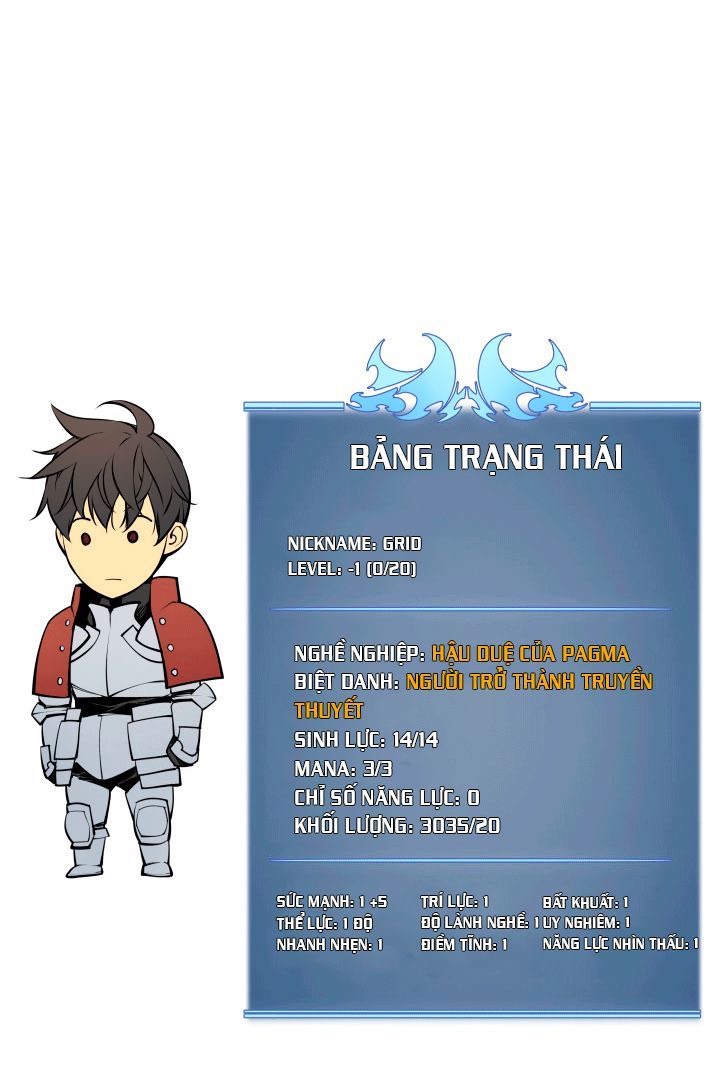 BẢNG TRẠNG THÁI
NICKNAME: GRID
LEVEL: -1 (0/20)
NGHỀ NGHIỆP: HẬU DUỆ CỦA PAGMA
BIỆT DANH: NGƯỜI TRỞ THÀNH TRUYỀN
THUYẾT
SINH LỰC: 14/14
MANA: 3/3
CHỈ SỐ NĂNG LỰC: 0
KHỐI LƯỢNG: 3035/20
SỨC MẠNH: 1 +5 TRÍ LỰC: 1 BẤT KHUẤT: 1
THỂ LỰC: 1 ĐỘ ĐỘ LÀNH NGHỀ: 1 UY NGHIÊM: 1
NHANH NHẸN: 1 ĐIỀM TĨNH: 1 NĂNG LỰC NHÌN THẤU: 1